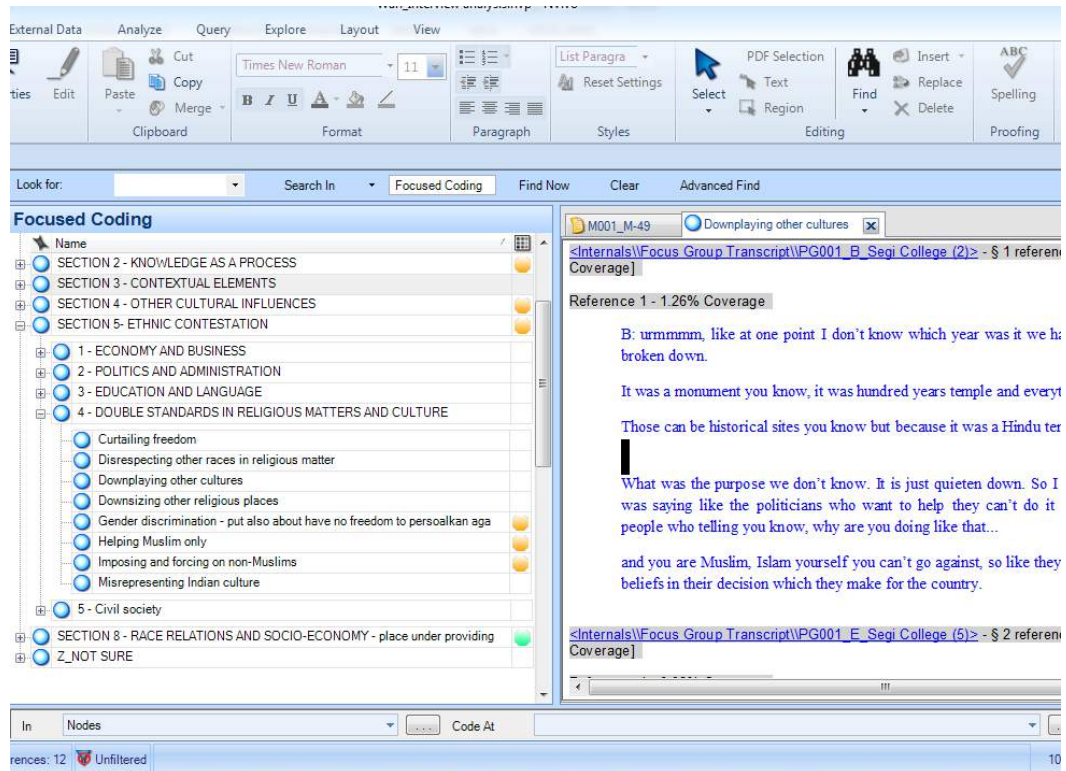 External Data Analyze Query Explore Layout View
Cut
Copy
Merge
Paste
Edit
Clipboard
Times New Roman 11
B I U A
Format
Paragraph
List Paragra
Reset Settings
Styles
Select
PDF Selection
Text
Region
Find
Insert
Replace
Delete
Editing
ABC
Spelling
Proofing
Look for: Search In Focused Coding Find Now Clear Advanced Find
Focused Coding
Name
SECTION 2 - KNOWLEDGE AS A PROCESS
SECTION 3 - CONTEXTUAL ELEMENTS
SECTION 4 - OTHER CULTURAL INFLUENCES
SECTION 5- ETHNIC CONTESTATION
1 - ECONOMY AND BUSINESS
2 - POLITICS AND ADMINISTRATION
3 - EDUCATION AND LANGUAGE
4 - DOUBLE STANDARDS IN RELIGIOUS MATTERS AND CULTURE
Curtailing freedom
Disrespecting other races in religious matter
Downplaying other cultures
Downsizing other religious places
Gender discrimination - put also about have no freedom to persoalkan aga
Helping Muslim only
Imposing and forcing on non-Muslims
Misrepresenting Indian culture
5 - Civil society
SECTION 8 - RACE RELATIONS AND SOCIO-ECONOMY - place under providing
Z_NOT SURE
M001_M-49 Downplaying other cultures
<Internals\\Focus Group Transcript\\PG001_B_Segi College (2)> - § 1 referen
Coverage]
Reference 1 - 1.26% Coverage
B: urmmmm, like at one point I don't know which year was it we ha
broken down.
It was a monument you know, it was hundred years temple and everyt
Those can be historical sites you know but because it was a Hindu ter
What was the purpose we don't know. It is just quieten down. So I
was saying like the politicians who want to help they can't do it
people who telling you know, why are you doing like that...
and you are Muslim, Islam yourself you can't go against, so like they
beliefs in their decision which they make for the country.
<Internals\\Focus Group Transcript\\PG001_E_Segi College (5)> - § 2 referen
Coverage]
In Nodes ... Code At
rences: 12 Unfiltered 10